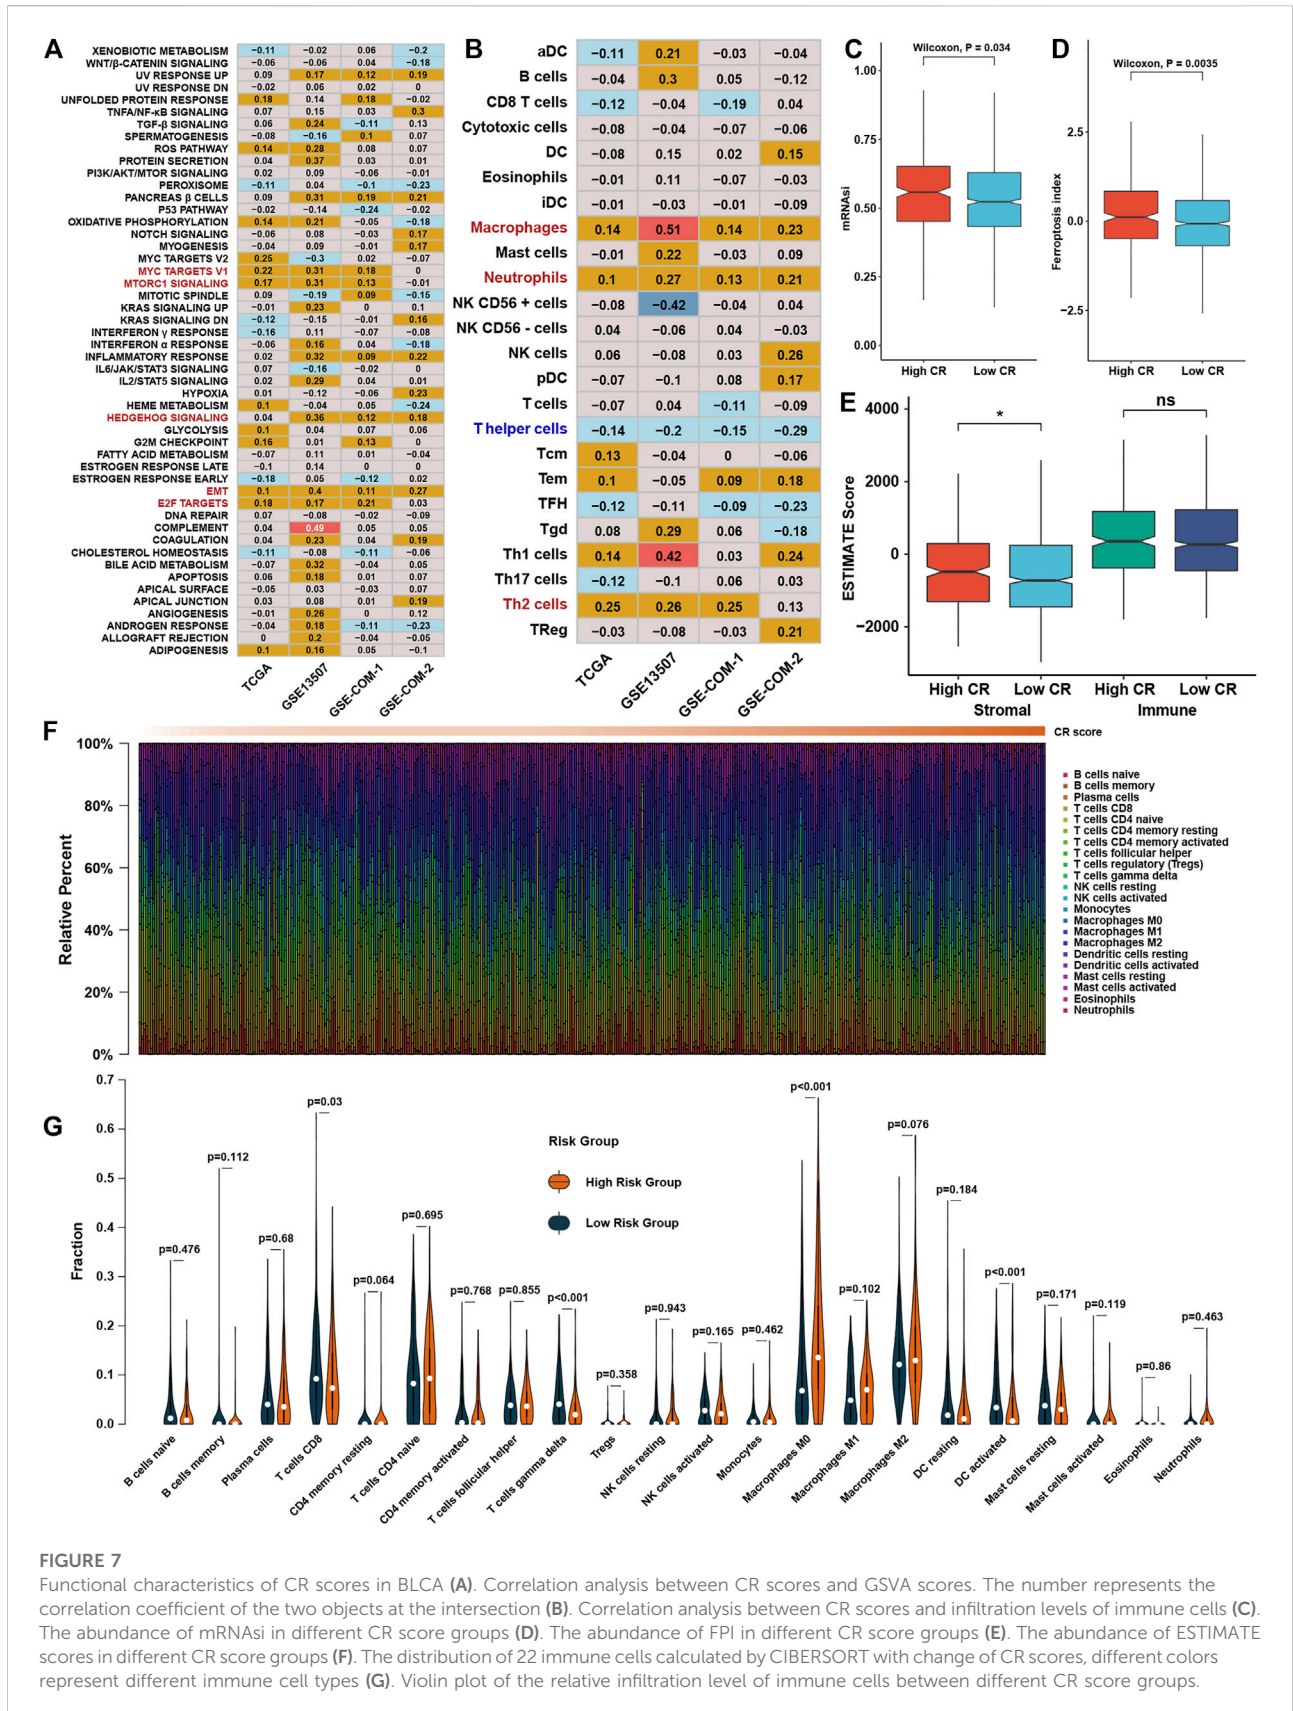 A
XENOBIOTIC METABOLISM −0.11 −0.02 0.06 −0.2
WNT/β-CATENIN SIGNALING −0.06 −0.06 0.04 −0.18
UV RESPONSE UP 0.09 0.17 0.12 0.19
UV RESPONSE DN −0.02 0.06 0.02 0
UNFOLDED PROTEIN RESPONSE 0.18 0.14 0.18 −0.02
TNFA/NF-κB SIGNALING 0.07 0.15 0.03 0.3
TGF-β SIGNALING 0.06 0.24 −0.11 0.13
SPERMATOGENESIS −0.08 −0.16 0.1 0.07
ROS PATHWAY 0.14 0.28 0.08 0.07
PROTEIN SECRETION 0.04 0.37 0.03 0.01
PI3K/AKT/MTOR SIGNALING 0.02 0.09 −0.06 −0.01
PEROXISOME −0.11 0.04 −0.1 −0.23
PANCREAS β CELLS 0.09 0.31 0.19 0.21
P53 PATHWAY −0.02 −0.14 −0.24 −0.02
OXIDATIVE PHOSPHORYLATION 0.14 0.21 −0.05 −0.18
NOTCH SIGNALING −0.06 0.08 −0.03 0.17
MYOGENESIS −0.04 0.09 −0.01 0.17
MYC TARGETS V2 0.25 −0.3 0.02 −0.07
MYC TARGETS V1 0.22 0.31 0.18 0
MTORC1 SIGNALING 0.17 0.31 0.13 −0.01
MITOTIC SPINDLE 0.09 −0.19 0.09 −0.15
KRAS SIGNALING UP −0.01 0.23 0 0.1
KRAS SIGNALING DN −0.12 −0.15 −0.01 0.16
INTERFERON γ RESPONSE −0.16 0.11 −0.07 −0.08
INTERFERON α RESPONSE −0.06 0.16 0.04 −0.18
INFLAMMATORY RESPONSE 0.02 0.32 0.09 0.22
IL6/JAK/STAT3 SIGNALING 0.07 −0.16 −0.02 0
IL2/STAT5 SIGNALING 0.02 0.29 0.04 0.01
HYPOXIA 0.01 −0.12 −0.06 0.23
HEME METABOLISM 0.1 −0.04 0.05 −0.24
HEDGEHOG SIGNALING 0.04 0.36 0.12 0.18
GLYCOLYSIS 0.1 0.04 0.07 0.06
G2M CHECKPOINT 0.16 0.01 0.13 0
FATTY ACID METABOLISM −0.07 0.11 0.01 −0.04
ESTROGEN RESPONSE LATE −0.1 0.14 0 0
ESTROGEN RESPONSE EARLY −0.18 0.05 −0.12 0.02
EMT 0.1 0.4 0.11 0.27
E2F TARGETS 0.18 0.17 0.21 0.03
DNA REPAIR 0.07 −0.08 −0.02 −0.09
COMPLEMENT 0.04 0.49 0.05 0.05
COAGULATION 0.04 0.23 0.04 0.19
CHOLESTEROL HOMEOSTASIS −0.11 −0.08 −0.11 −0.06
BILE ACID METABOLISM −0.07 0.32 −0.04 0.05
APOPTOSIS 0.06 0.18 0.01 0.07
APICAL SURFACE −0.05 0.03 −0.03 0.07
APICAL JUNCTION 0.03 0.08 0.01 0.19
ANGIOGENESIS −0.01 0.26 0 0.12
ANDROGEN RESPONSE −0.04 0.18 −0.11 −0.23
ALLOGRAFT REJECTION 0 0.2 −0.04 −0.05
ADIPOGENESIS 0.1 0.16 0.05 −0.1
TCGA GSE13507 GSE-COM-1 GSE-COM-2
B
aDC −0.11 0.21 −0.03 −0.04
B cells −0.04 0.3 0.05 −0.12
CD8 T cells −0.12 −0.04 −0.19 0.04
Cytotoxic cells −0.08 −0.04 −0.07 −0.06
DC −0.08 0.15 0.02 0.15
Eosinophils −0.01 0.11 −0.07 −0.03
iDC −0.01 −0.03 −0.01 −0.09
Macrophages 0.14 0.51 0.14 0.23
Mast cells −0.01 0.22 −0.03 0.09
Neutrophils 0.1 0.27 0.13 0.21
NK CD56 + cells −0.08 −0.42 −0.04 0.04
NK CD56 - cells 0.04 −0.06 0.04 −0.03
NK cells 0.06 −0.08 0.03 0.26
pDC −0.07 −0.1 0.08 0.17
T cells −0.07 0.04 −0.11 −0.09
T helper cells −0.14 −0.2 −0.15 −0.29
Tcm 0.13 −0.04 0 −0.06
Tem 0.1 −0.05 0.09 0.18
TFH −0.12 −0.11 −0.09 −0.23
Tgd 0.08 0.29 0.06 −0.18
Th1 cells 0.14 0.42 0.03 0.24
Th17 cells −0.12 −0.1 0.06 0.03
Th2 cells 0.25 0.26 0.25 0.13
TReg −0.03 −0.08 −0.03 0.21
TCGA GSE13507 GSE-COM-1 GSE-COM-2
C
Wilcoxon, P = 0.034
mRNAsi
1.00
0.75
0.50
0.25
0.00
High CR Low CR
D
Wilcoxon, P = 0.0035
Ferroptosis index
2.5
0.0
−2.5
High CR Low CR
E
ESTIMATE Score
4000
2000
0
−2000
* ns
High CR Low CR High CR Low CR
Stromal Immune
F
CR score
Relative Percent
100%
80%
60%
40%
20%
0%
B cells naive
B cells memory
Plasma cells
T cells CD8
T cells CD4 naive
T cells CD4 memory resting
T cells CD4 memory activated
T cells follicular helper
T cells regulatory (Tregs)
T cells gamma delta
NK cells resting
NK cells activated
Monocytes
Macrophages M0
Macrophages M1
Macrophages M2
Dendritic cells resting
Dendritic cells activated
Mast cells resting
Mast cells activated
Eosinophils
Neutrophils
G
Fraction
0.7
0.6
0.5
0.4
0.3
0.2
0.1
0.0
Risk Group
High Risk Group
Low Risk Group
p=0.476 p=0.112 p=0.68 p=0.03 p=0.064 p=0.695 p=0.768 p=0.855 p<0.001 p=0.358 p=0.943 p=0.165 p=0.462 p<0.001 p=0.102 p=0.076 p=0.184 p<0.001 p=0.171 p=0.119 p=0.86 p=0.463
B cells naive
B cells memory
Plasma cells
T cells CD8
CD4 memory resting
T cells CD4 naive
CD4 memory activated
T cells follicular helper
T cells gamma delta
Tregs
NK cells resting
NK cells activated
Monocytes
Macrophages M0
Macrophages M1
Macrophages M2
DC resting
DC activated
Mast cells resting
Mast cells activated
Eosinophils
Neutrophils
FIGURE 7
Functional characteristics of CR scores in BLCA (A). Correlation analysis between CR scores and GSVA scores. The number represents the
correlation coefficient of the two objects at the intersection (B). Correlation analysis between CR scores and infiltration levels of immune cells (C).
The abundance of mRNAsi in different CR score groups (D). The abundance of FPI in different CR score groups (E). The abundance of ESTIMATE
scores in different CR score groups (F). The distribution of 22 immune cells calculated by CIBERSORT with change of CR scores, different colors
represent different immune cell types (G). Violin plot of the relative infiltration level of immune cells between different CR score groups.